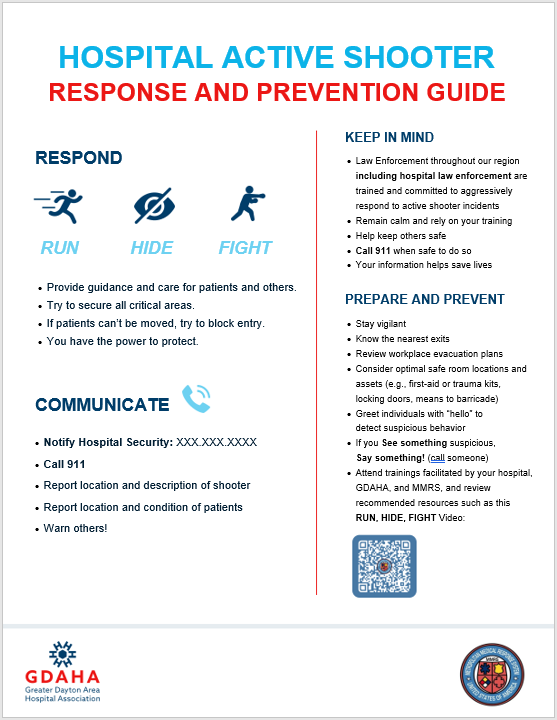 HOSPITAL ACTIVE SHOOTER
RESPONSE AND PREVENTION GUIDE
RESPOND
RUN HIDE FIGHT
• Provide guidance and care for patients and others.
• Try to secure all critical areas.
• If patients can't be moved, try to block entry.
• You have the power to protect.
COMMUNICATE
• Notify Hospital Security: XXX.XXX.XXXX
• Call 911
• Report location and description of shooter
• Report location and condition of patients
• Warn others!
KEEP IN MIND
• Law Enforcement throughout our region
including hospital law enforcement are
trained and committed to aggressively
respond to active shooter incidents
• Remain calm and rely on your training
• Help keep others safe
• Call 911 when safe to do so
• Your information helps save lives
PREPARE AND PREVENT
• Stay vigilant
• Know the nearest exits
• Review workplace evacuation plans
• Consider optimal safe room locations and
assets (e.g., first-aid or trauma kits,
locking doors, means to barricade)
• Greet individuals with “hello” to
detect suspicious behavior
• If you See something suspicious,
Say something! (call someone)
• Attend trainings facilitated by your hospital,
GDAHA, and MMRS, and review
recommended resources such as this
RUN, HIDE, FIGHT Video:
GDAHA
Greater Dayton Area
Hospital Association
METROPOLITAN MEDICAL RESPONSE SYSTEM
UNITED STATES OF AMERICA